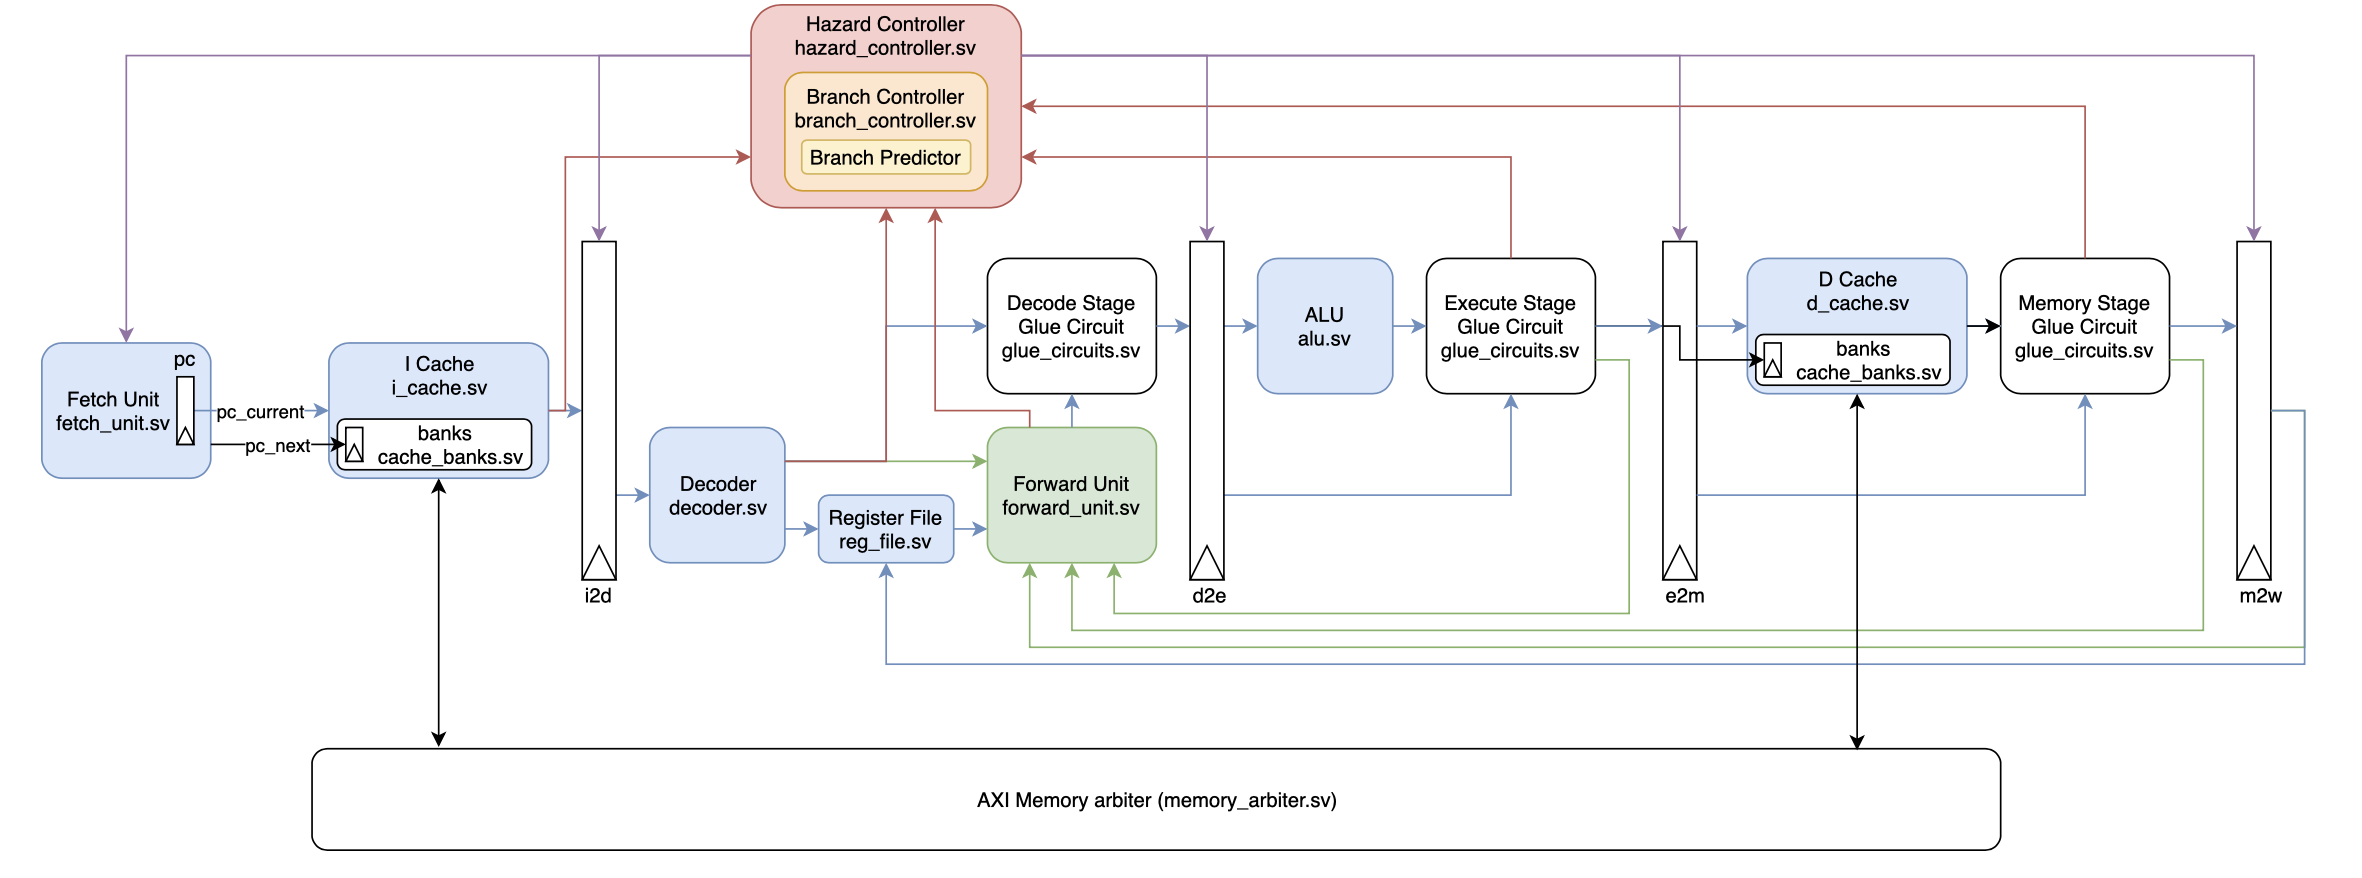 Hazard Controller
hazard_controller.sv
Branch Controller
branch_controller.sv
Branch Predictor
Fetch Unit
fetch_unit.sv
pc
pc_current
pc_next
I Cache
i_cache.sv
banks
cache_banks.sv
i2d
Decoder
decoder.sv
Register File
reg_file.sv
Decode Stage
Glue Circuit
glue_circuits.sv
Forward Unit
forward_unit.sv
d2e
ALU
alu.sv
Execute Stage
Glue Circuit
glue_circuits.sv
e2m
D Cache
d_cache.sv
banks
cache_banks.sv
Memory Stage
Glue Circuit
glue_circuits.sv
m2w
AXI Memory arbiter (memory_arbiter.sv)